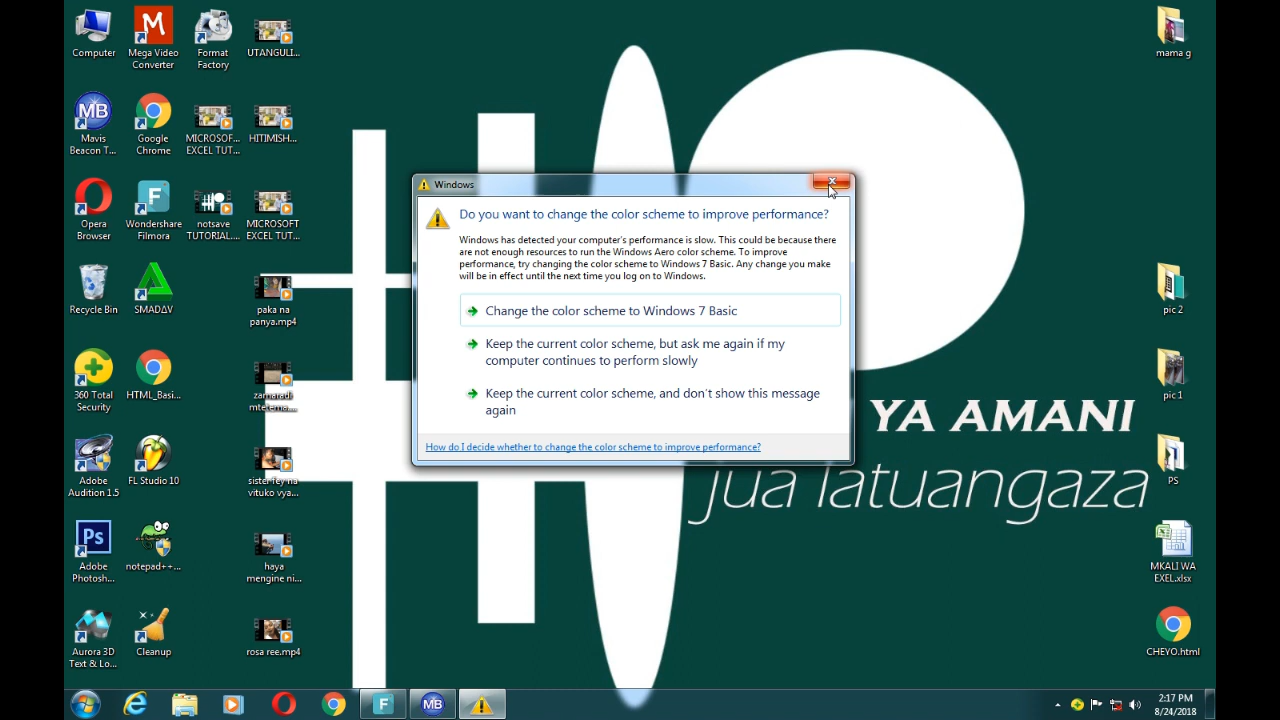 Computer
Mega Video
Converter
Format
Factory
UTANGULI...
mama g
MB
Mavis
Beacon T...
Google
Chrome
MICROSOF...
EXCEL TUT...
HITIMISH...
Opera
Browser
F
Wondershare
Filmora
notsave
TUTORIAL....
MICROSOFT
EXCEL TUT...
Recycle Bin
SMADΔV
paka na
panya.mp4
pic 2
360 Total
Security
HTML_Basi...
zamaradi
mtetema....
pic 1
Adobe
Audition 1.5
FL Studio 10
sister fey na
vituko vya...
PS
Ps
Adobe
Photosh...
notepad++...
haya
mengine ni...
MKALI WA
EXEL.xlsx
Aurora 3D
Text & Lo...
Cleanup
rosa ree.mp4
CHEYO.html
Windows
Do you want to change the color scheme to improve performance?
Windows has detected your computer's performance is slow. This could be because there
are not enough resources to run the Windows Aero color scheme. To improve
performance, try changing the color scheme to Windows 7 Basic. Any change you make
will be in effect until the next time you log on to Windows.
Change the color scheme to Windows 7 Basic
Keep the current color scheme, but ask me again if my
computer continues to perform slowly
Keep the current color scheme, and don't show this message
again
How do I decide whether to change the color scheme to improve performance?
YA AMANI
jua latuangaza
F
MB
2:17 PM
8/24/2018